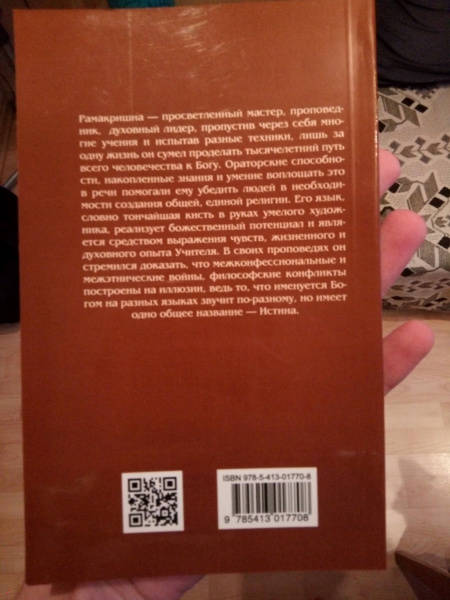 Рамакришна — просветленный мастер, проповед-
ник, духовный лидер, пропустив через себя мно-
гие учения и испытав разные техники, лишь за
одну жизнь он сумел проделать тысячелетний путь
всего человечества к Богу. Ораторские способно-
сти, накопленные знания и умение воплощать это
в речи помогали ему убедить людей в необходи-
мости создания общей, единой религии. Его язык,
словно тончайшая кисть в руках умелого худож-
ника, реализует божественный потенциал и явля-
ется средством выражения чувств, жизненного и
духовного опыта Учителя. В своих проповедях он
стремился доказать, что межконфессиональные и
межэтнические войны, философские конфликты
построены на иллюзии, ведь то, что именуется Бо-
гом на разных языках звучит по-разному, но имеет
одно общее название — Истина.
ISBN 978-5-413-01770-8
9 785413 017708